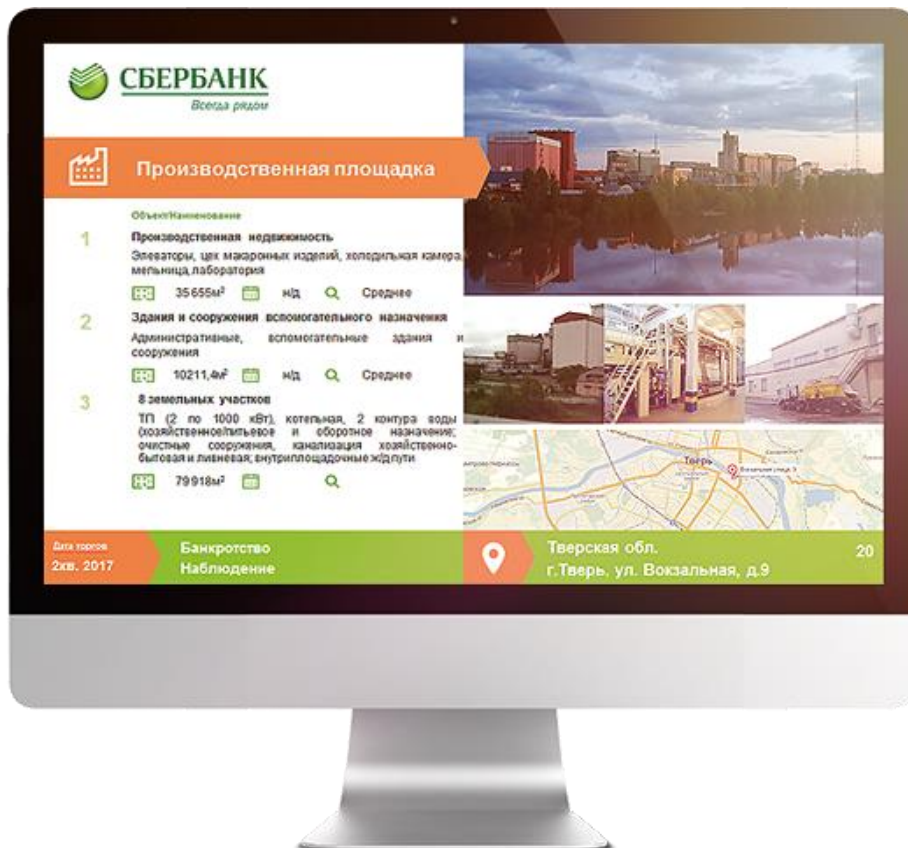 СБЕРБАНК
Всегда рядом
Производственная площадка
Объект/Наименование
1
Производственная недвижимость
Элеваторы, цех макаронных изделий, холодильная камера,
мельница, лаборатория
35 655м²
н/д
Среднее
2
Здания и сооружения вспомогательного назначения
Административные, вспомогательные здания и
сооружения
10211,4м²
н/д
Среднее
3
8 земельных участков
ТП (2 по 1000 кВт), котельная, 2 контура воды
(хозяйственное/питьевое и оборотное назначение;
очистные сооружения, канализация хозяйственно-
бытовая и ливневая; внутриплощадочные ж/д пути
79 918м²
Тверь
Вокзальная улица, 9
Дата торгов
2кв. 2017
Банкротство
Наблюдение
Тверская обл.
г.Тверь, ул. Вокзальная, д.9
20